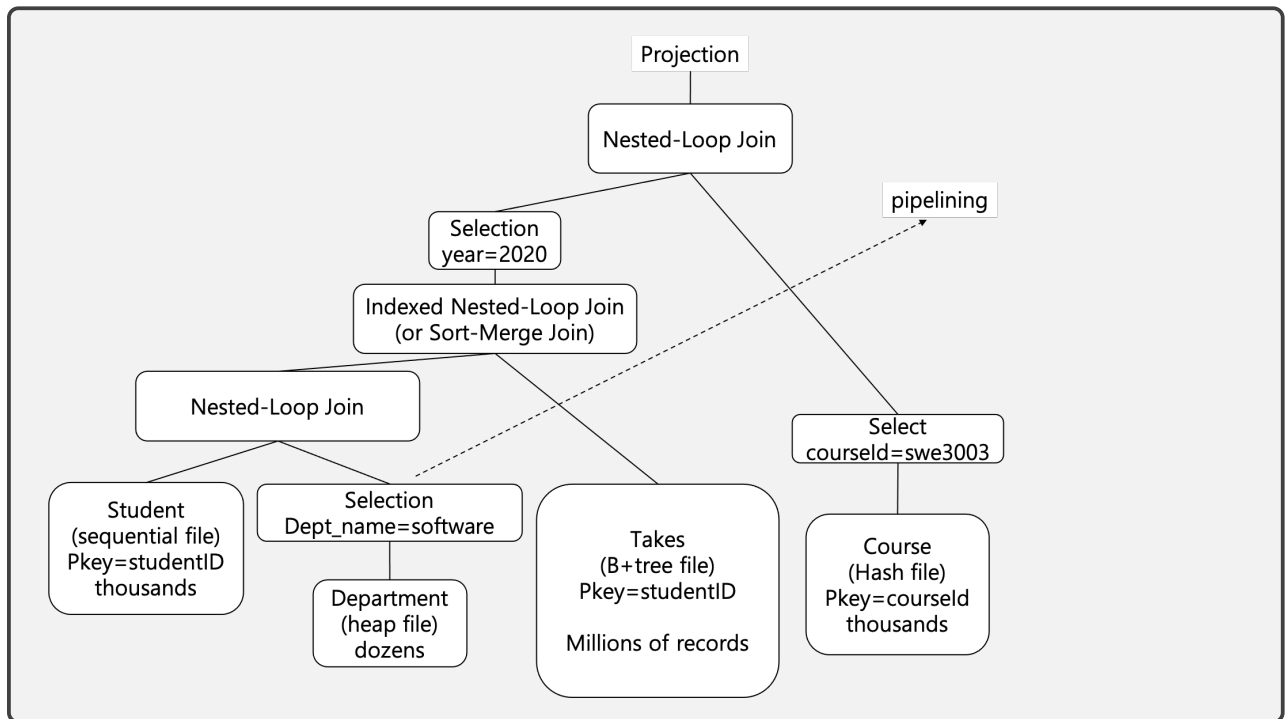 Projection
Nested-Loop Join
pipelining
Selection
year=2020
Indexed Nested-Loop Join
(or Sort-Merge Join)
Nested-Loop Join
Select
courseId=swe3003
Student
(sequential file)
Pkey=studentID
thousands
Selection
Dept_name=software
Department
(heap file)
dozens
Takes
(B+tree file)
Pkey=studentID
Millions of records
Course
(Hash file)
Pkey=courseId
thousands